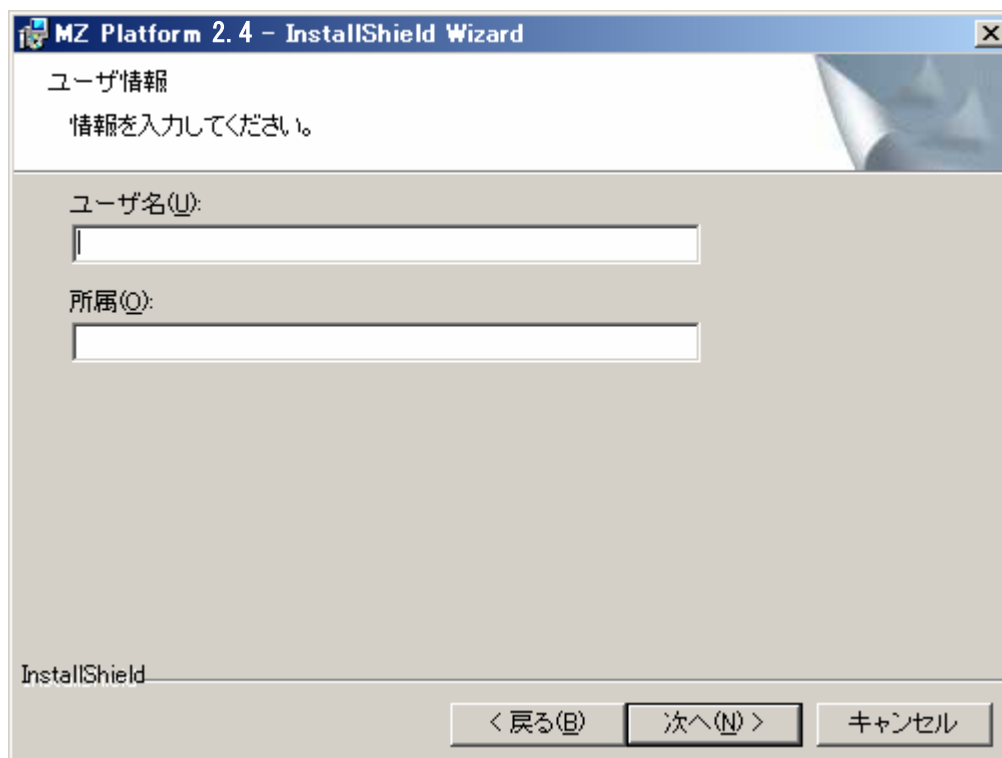 MZ Platform 2.4 - InstallShield Wizard
ユーザ情報
情報を入力してください。
ユーザ名(U):
所属(O):
InstallShield
< 戻る(B)
次へ(N) >
キャンセル